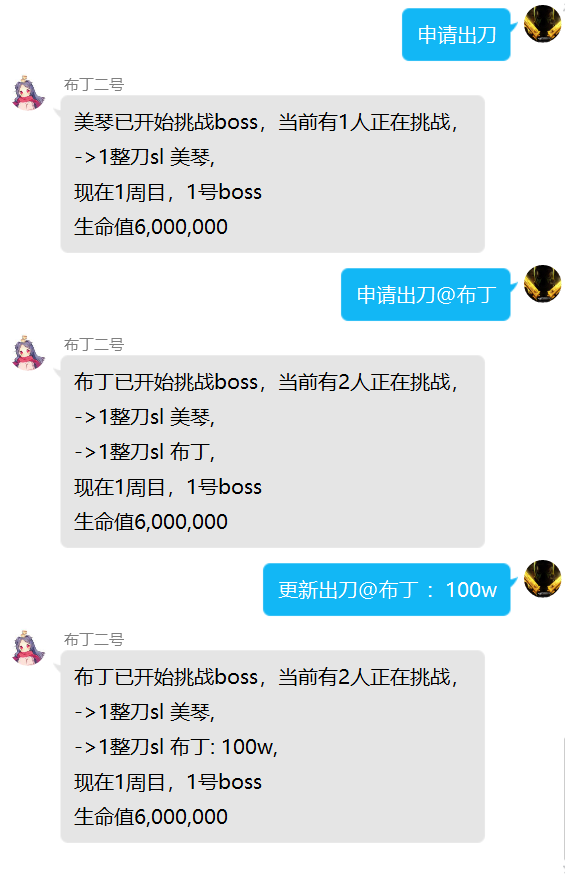 申请出刀
布丁二号
美琴已开始挑战boss，当前有1人正在挑战，
->1整刀sl 美琴,
现在1周目，1号boss
生命值6,000,000
申请出刀@布丁
布丁二号
布丁已开始挑战boss，当前有2人正在挑战，
->1整刀sl 美琴,
->1整刀sl 布丁,
现在1周目，1号boss
生命值6,000,000
更新出刀@布丁 ：100w
布丁二号
布丁已开始挑战boss，当前有2人正在挑战，
->1整刀sl 美琴,
->1整刀sl 布丁: 100w,
现在1周目，1号boss
生命值6,000,000